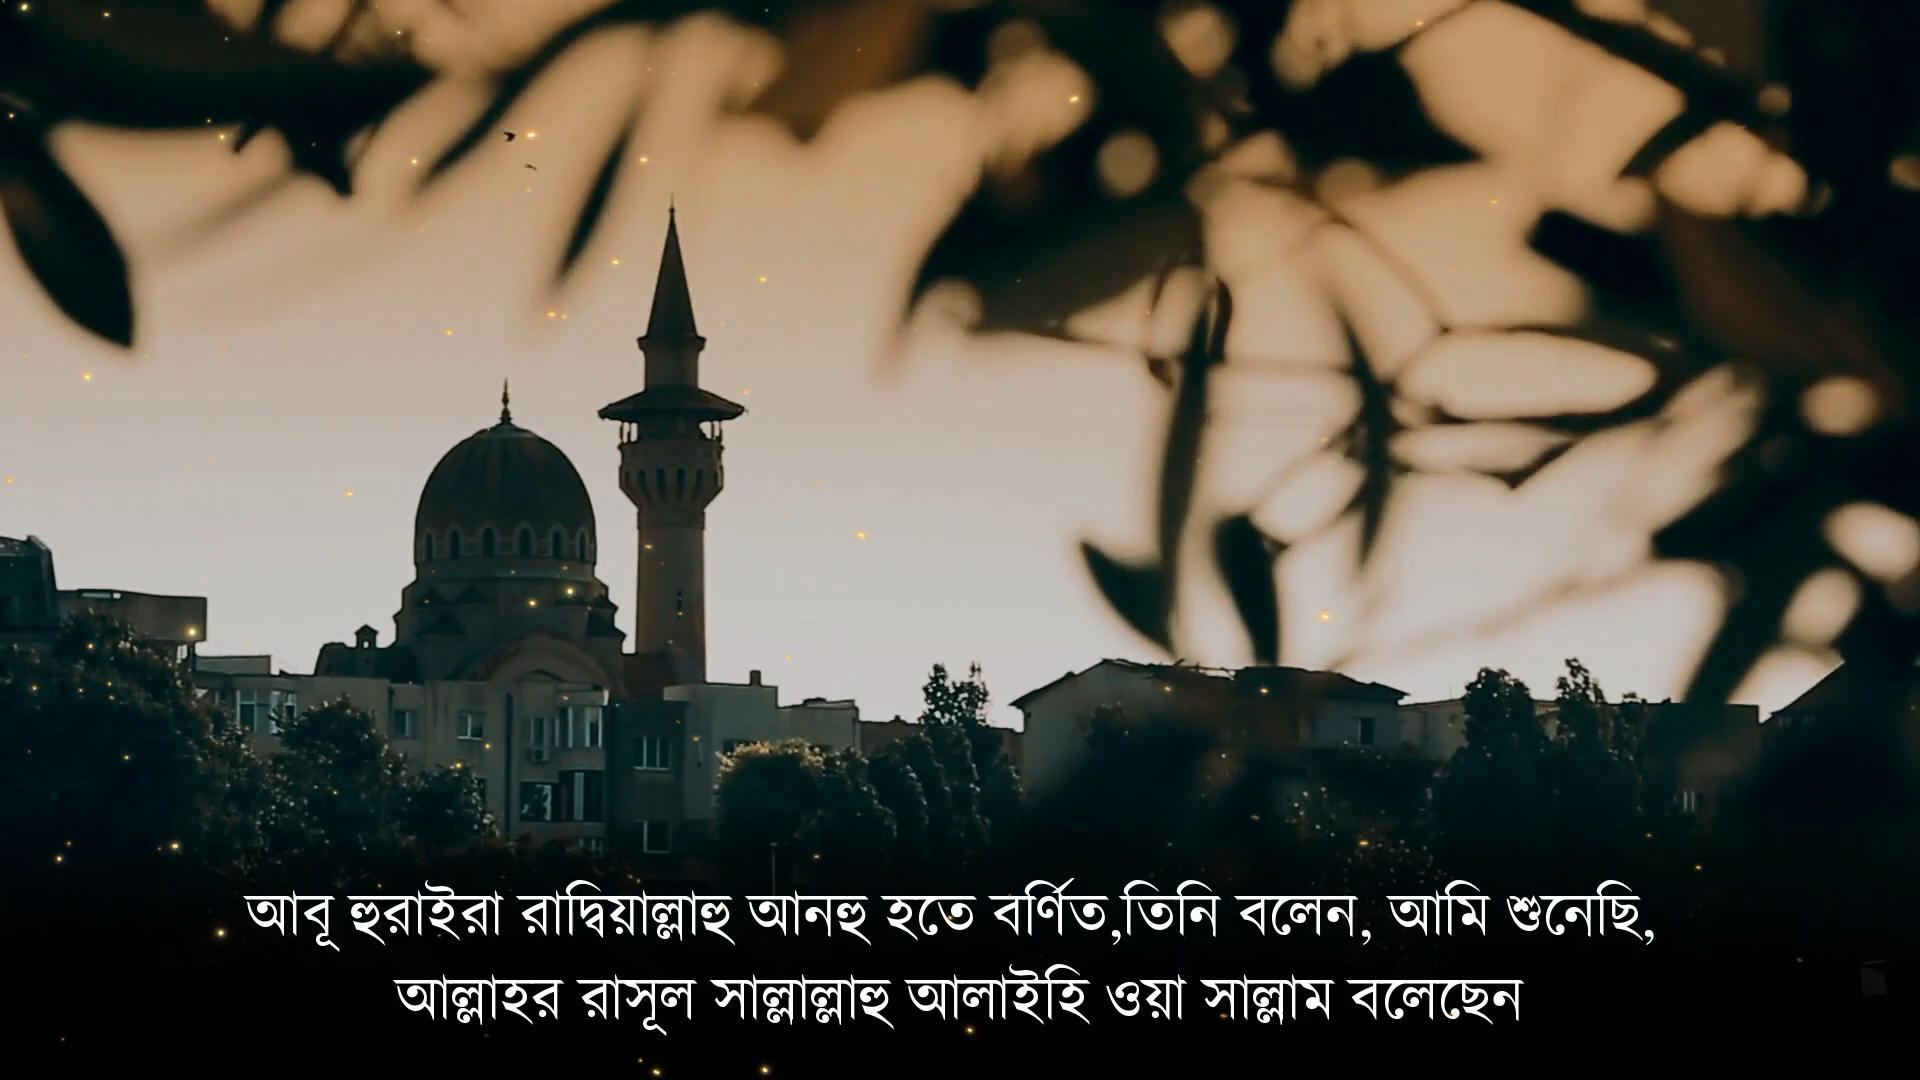 আবূ হুরাইরা রাদ্বিয়াল্লাহু আনহু হতে বর্ণিত,তিনি বলেন, আমি শুনেছি,
আল্লাহর রাসূল সাল্লাল্লাহু আলাইহি ওয়া সাল্লাম বলেছেন